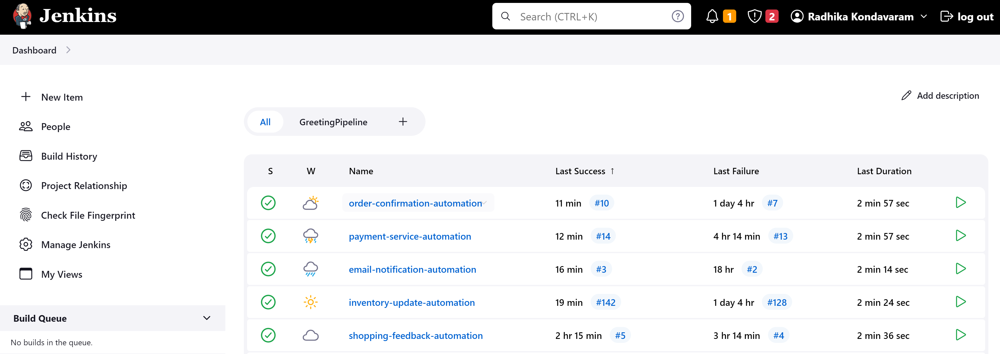 Jenkins
Search (CTRL+K)
?
1
2
Radhika Kondavaram
log out
Dashboard
New Item
People
Build History
Project Relationship
Check File Fingerprint
Manage Jenkins
My Views
Build Queue
No builds in the queue.
Add description
All GreetingPipeline +
S W Name Last Success ↑ Last Failure Last Duration
order-confirmation-automation 11 min #10 1 day 4 hr #7 2 min 57 sec
payment-service-automation 12 min #14 4 hr 14 min #13 2 min 57 sec
email-notification-automation 16 min #3 18 hr #2 2 min 14 sec
inventory-update-automation 19 min #142 1 day 4 hr #128 2 min 24 sec
shopping-feedback-automation 2 hr 15 min #5 3 hr 14 min #4 2 min 36 sec